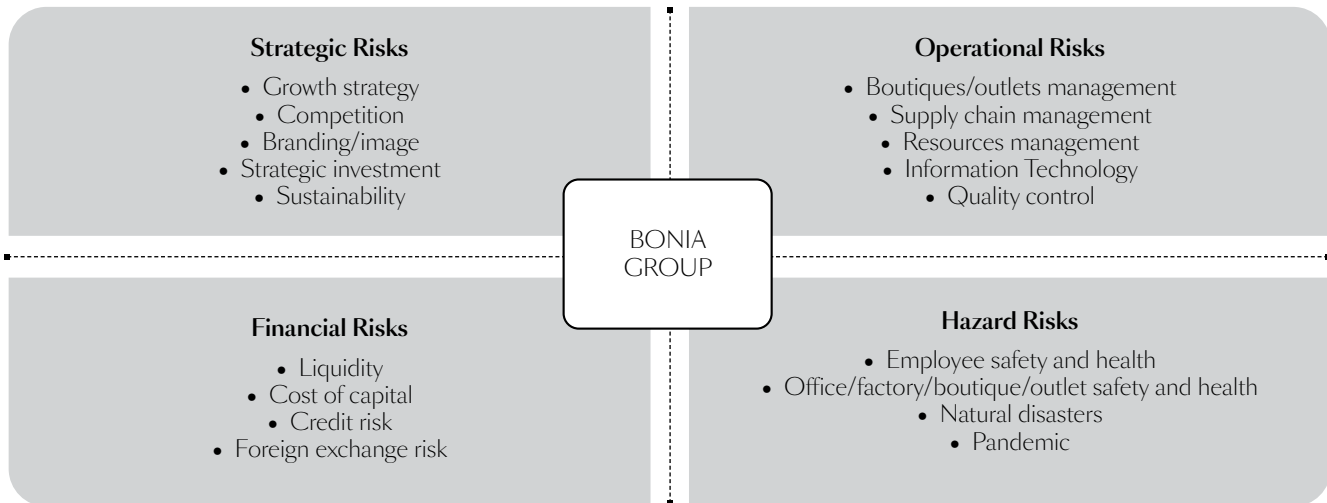 Strategic Risks
• Growth strategy
• Competition
• Branding/image
• Strategic investment
• Sustainability
Operational Risks
• Boutiques/outlets management
• Supply chain management
• Resources management
• Information Technology
• Quality control
BONIA
GROUP
Financial Risks
• Liquidity
• Cost of capital
• Credit risk
• Foreign exchange risk
Hazard Risks
• Employee safety and health
• Office/factory/boutique/outlet safety and health
• Natural disasters
• Pandemic